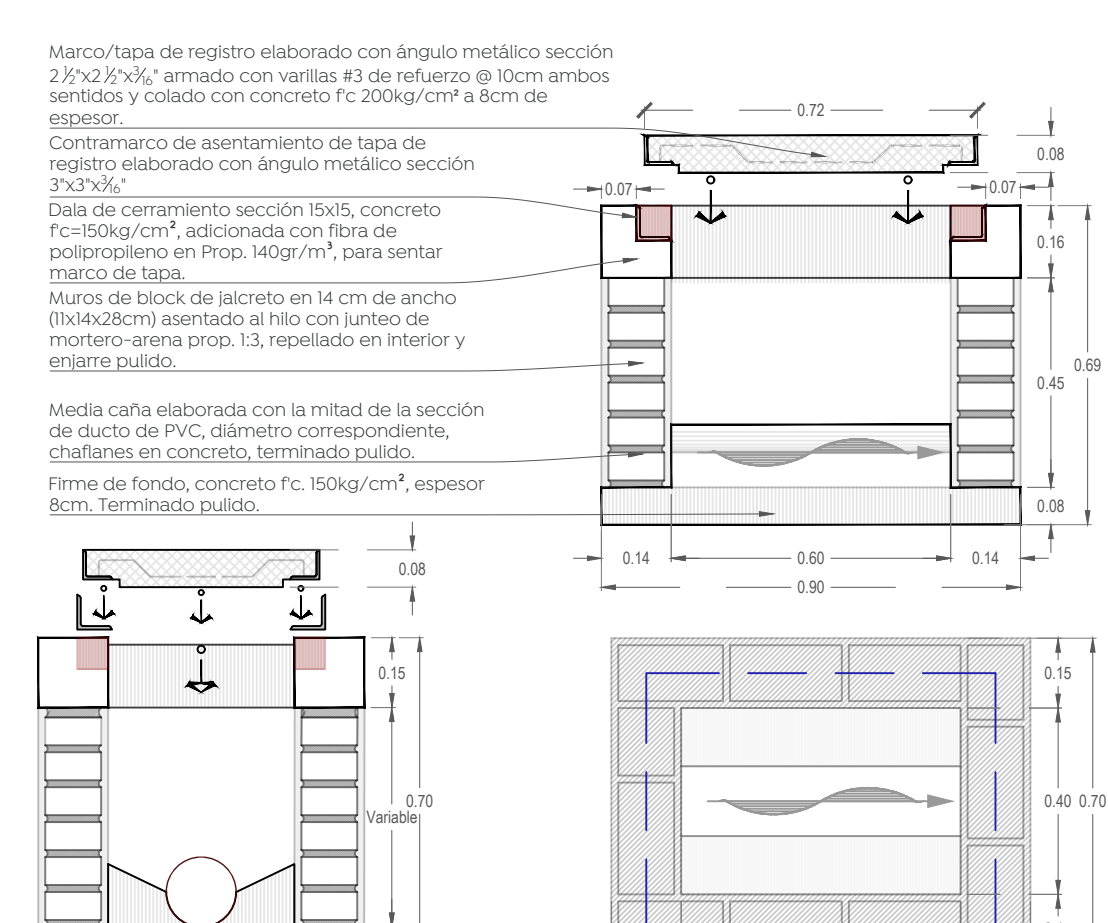 Marco/tapa de registro elaborado con ángulo metálico sección
2 ½"x2 ½"x³⁄₁₆" armado con varillas #3 de refuerzo @ 10cm ambos
sentidos y colado con concreto f'c 200kg/cm² a 8cm de
espesor.
Contramarco de asentamiento de tapa de
registro elaborado con ángulo metálico sección
3"x3"x³⁄₁₆"
Dala de cerramiento sección 15x15, concreto
f'c=150kg/cm², adicionada con fibra de
polipropileno en Prop. 140gr/m³, para sentar
marco de tapa.
Muros de block de jalcreto en 14 cm de ancho
(11x14x28cm) asentado al hilo con junteo de
mortero-arena prop. 1:3, repellado en interior y
enjarre pulido.
Media caña elaborada con la mitad de la sección
de ducto de PVC, diámetro correspondiente,
chaflanes en concreto, terminado pulido.
Firme de fondo, concreto f'c. 150kg/cm², espesor
8cm. Terminado pulido.
0.72
0.08
0.07
0.07
0.16
0.69
0.45
0.08
0.14
0.60
0.14
0.90
0.08
0.15
0.70
Variable
0.15
0.40
0.70